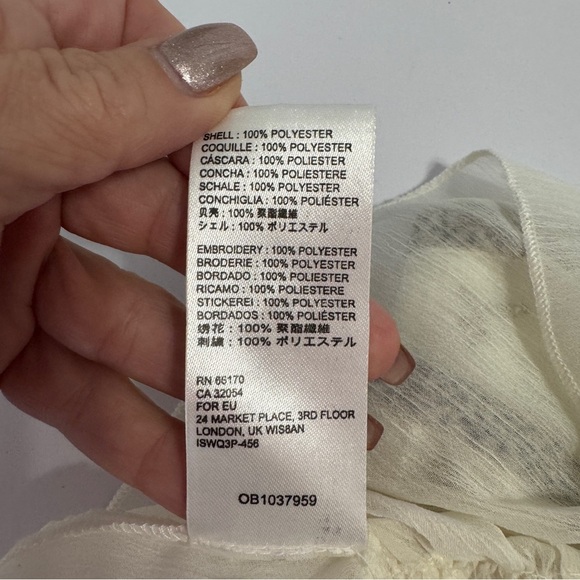 SHELL : 100% POLYESTER
COQUILLE : 100% POLYESTER
CÁSCARA : 100% POLIESTER
CONCHA : 100% POLIESTERE
SCHALE : 100% POLYESTER
CONCHIGLIA : 100% POLIÉSTER
贝壳 : 100% 聚酯纖維
シェル : 100% ポリエステル
EMBROIDERY : 100% POLYESTER
BRODERIE : 100% POLYESTER
BORDADO : 100% POLIÉSTER
RICAMO : 100% POLIESTERE
STICKEREI : 100% POLYESTER
BORDADOS : 100% POLIÉSTER
绣花 : 100% 聚酯纖維
刺繍 : 100% ポリエステル
RN 66170
CA 32054
FOR EU
24 MARKET PLACE, 3RD FLOOR
LONDON, UK WIS8AN
ISWQ3P-456
OB1037959